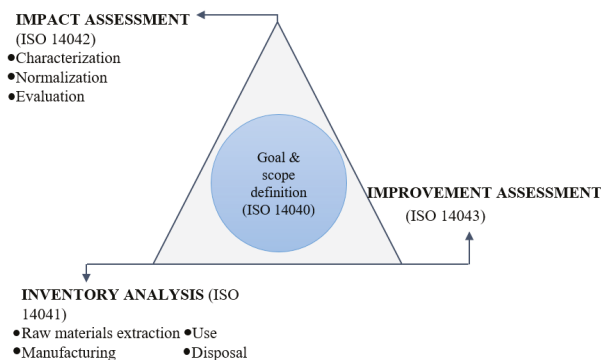 IMPACT ASSESSMENT
(ISO 14042)
●Characterization
●Normalization
●Evaluation
Goal &
scope
definition
(ISO 14040)
IMPROVEMENT ASSESSMENT
(ISO 14043)
INVENTORY ANALYSIS (ISO
14041)
●Raw materials extraction ●Use
●Manufacturing ●Disposal